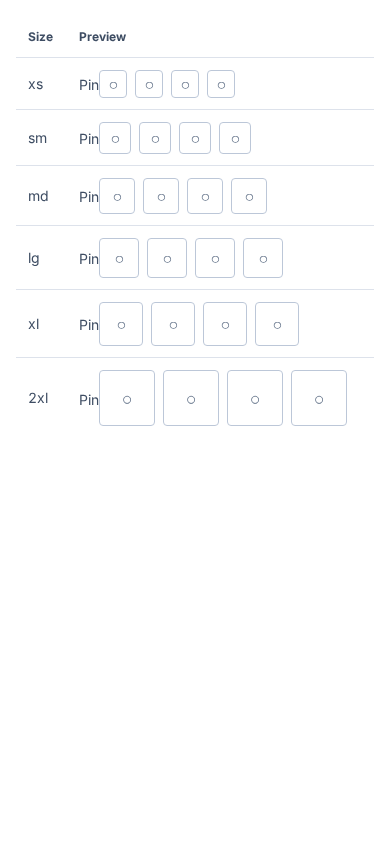 Size Preview
xs Pin ○ ○ ○ ○
sm Pin ○ ○ ○ ○
md Pin ○ ○ ○ ○
lg Pin ○ ○ ○ ○
xl Pin ○ ○ ○ ○
2xl Pin ○ ○ ○ ○